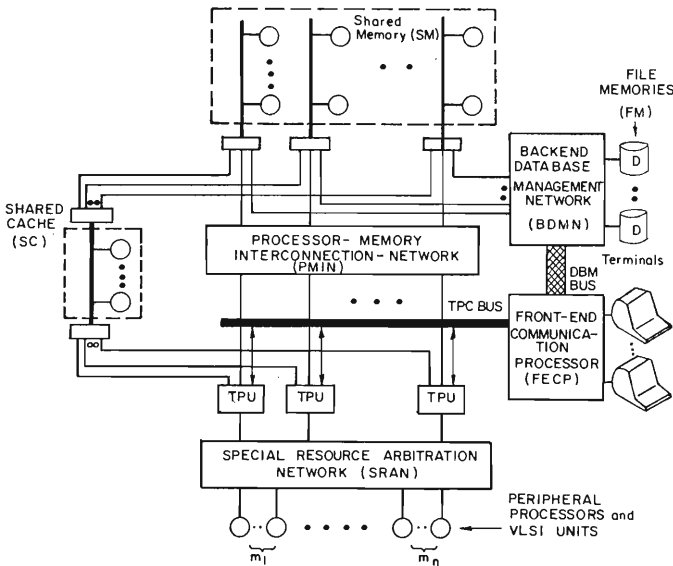 Shared
Memory (SM)
FILE
MEMORIES
(FM)
BACKEND
DATABASE
MANAGEMENT
NETWORK
(BDMN)
D
D
SHARED
CACHE
(SC)
PROCESSOR- MEMORY
INTERCONNECTION-NETWORK
(PMIN)
Terminals
DBM
BUS
TPC BUS
FRONT-END
COMMUNICA-
TION
PROCESSOR
(FECP)
TPU
TPU
TPU
SPECIAL RESOURCE ARBITRATION
NETWORK (SRAN)
PERIPHERAL
PROCESSORS and
VLSI UNITS
m1
mn